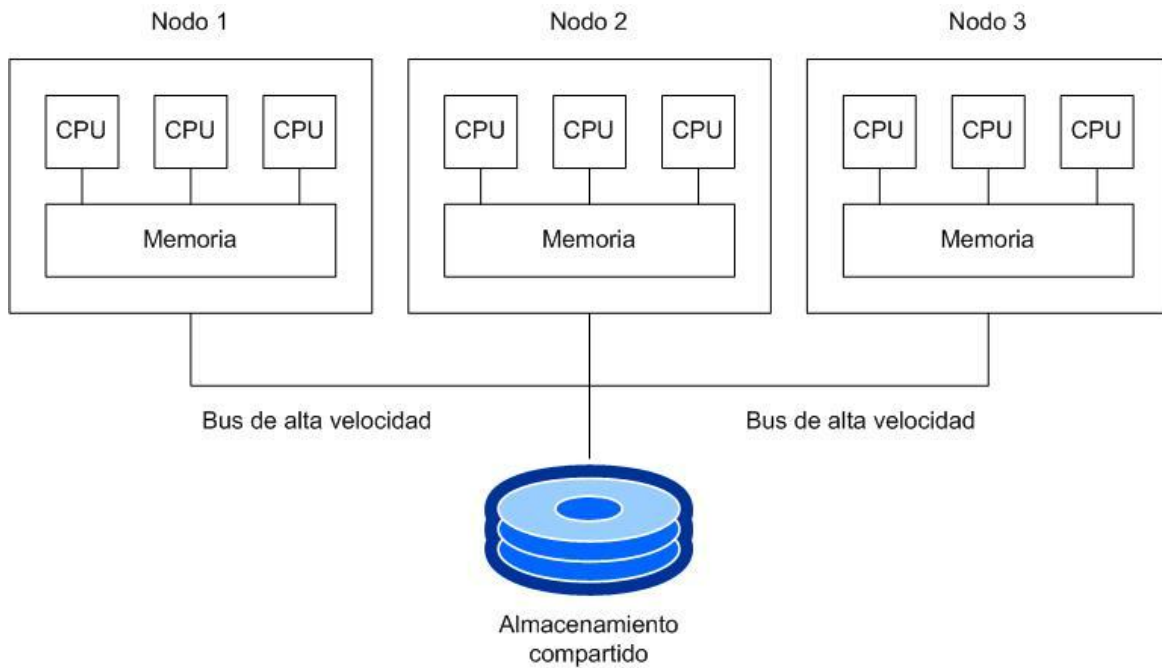 Nodo 1
Nodo 2
Nodo 3
CPU CPU CPU
CPU CPU CPU
CPU CPU CPU
Memoria
Memoria
Memoria
Bus de alta velocidad
Bus de alta velocidad
Almacenamiento
compartido